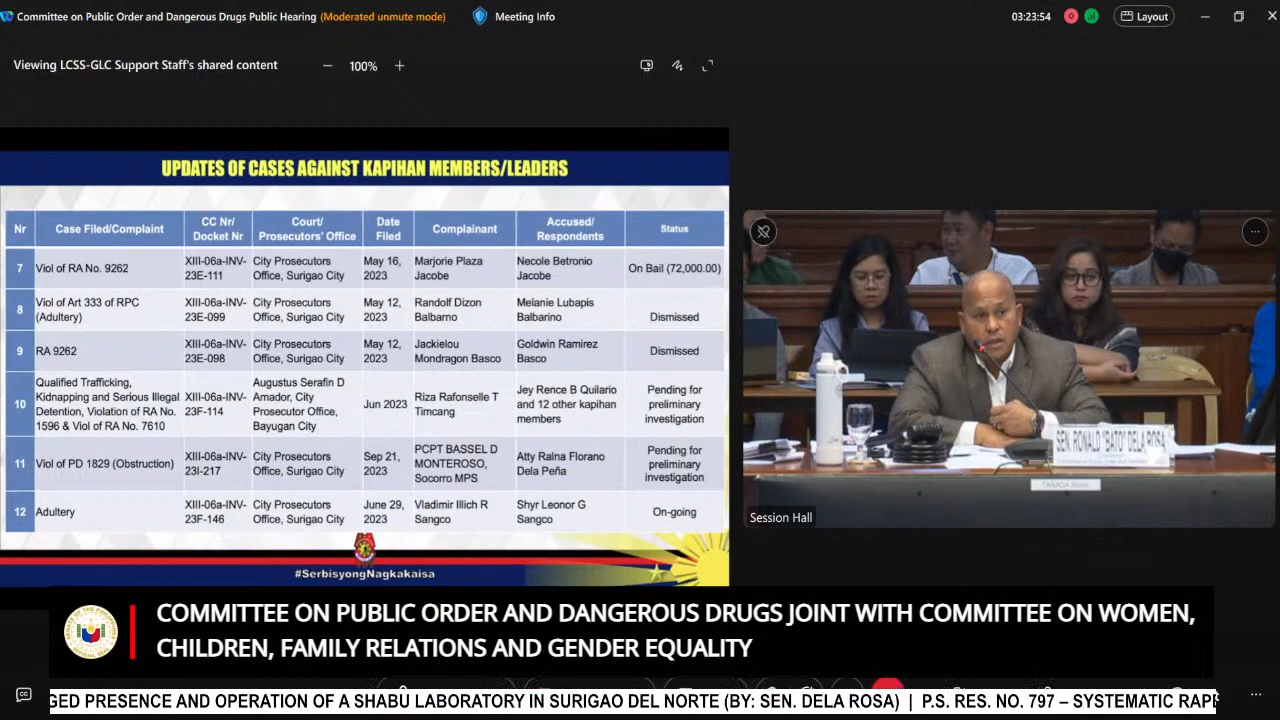 Committee on Public Order and Dangerous Drugs Public Hearing (Moderated unmute mode) Meeting Info 03:23:54 Layout
Viewing LCSS-GLC Support Staff's shared content 100%
UPDATES OF CASES AGAINST KAPIHAN MEMBERS/LEADERS
Nr Case Filed/Complaint CC Nr/ Docket Nr Court/ Prosecutors' Office Date Filed Complainant Accused/ Respondents Status
7 Viol of RA No. 9262 XIII-06a-INV-23E-111 City Prosecutors Office, Surigao City May 16, 2023 Marjorie Plaza Jacobe Necole Betronio Jacobe On Bail (72,000.00)
8 Viol of Art 333 of RPC (Adultery) XIII-06a-INV-23E-099 City Prosecutors Office, Surigao City May 12, 2023 Randolf Dizon Balbarno Melanie Lubapis Balbarino Dismissed
9 RA 9262 XIII-06a-INV-23E-098 City Prosecutors Office, Surigao City May 12, 2023 Jackielou Mondragon Basco Goldwin Ramirez Basco Dismissed
10 Qualified Trafficking, Kidnapping and Serious Illegal Detention, Violation of RA No. 1596 & Viol of RA No. 7610 XIII-06a-INV-23F-114 Augustus Serafin D Amador, City Prosecutor Office, Bayugan City Jun 2023 Riza Rafonselle T Timcang Jey Rence B Quilario and 12 other kapihan members Pending for preliminary investigation
11 Viol of PD 1829 (Obstruction) XIII-06a-INV-23I-217 City Prosecutors Office, Surigao City Sep 21, 2023 PCPT BASSEL D MONTEROSO, Socorro MPS Atty Ralna Florano Dela Peña Pending for preliminary investigation
12 Adultery XIII-06a-INV-23F-146 City Prosecutors Office, Surigao City June 29, 2023 Vladimir Illich R Sangco Shyr Leonor G Sangco On-going
#SerbisyongNagkakaisa
SEN. RONALD "BATO" DELA ROSA
Session Hall
COMMITTEE ON PUBLIC ORDER AND DANGEROUS DRUGS JOINT WITH COMMITTEE ON WOMEN,
CHILDREN, FAMILY RELATIONS AND GENDER EQUALITY
GED PRESENCE AND OPERATION OF A SHABU LABORATORY IN SURIGAO DEL NORTE (BY: SEN. DELA ROSA) | P.S. RES. NO. 797 – SYSTEMATIC RAP